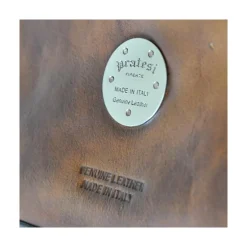 Pratesi
FIRENZE
MADE IN ITALY
Genuine Leather
GENUINE LEATHER
MADE IN ITALY